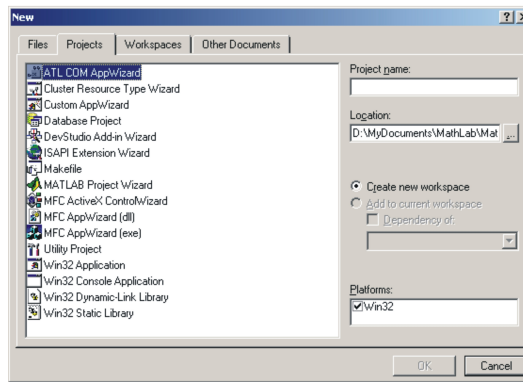 New
Files Projects Workspaces Other Documents
ATL COM AppWizard
Cluster Resource Type Wizard
Custom AppWizard
Database Project
DevStudio Add-in Wizard
ISAPI Extension Wizard
Makefile
MATLAB Project Wizard
MFC ActiveX ControlWizard
MFC AppWizard (dll)
MFC AppWizard (exe)
Utility Project
Win32 Application
Win32 Console Application
Win32 Dynamic-Link Library
Win32 Static Library
Project name:
Location:
D:\MyDocuments\MathLab\Mat ...
Create new workspace
Add to current workspace
Dependency of:
Platforms:
Win32
OK Cancel